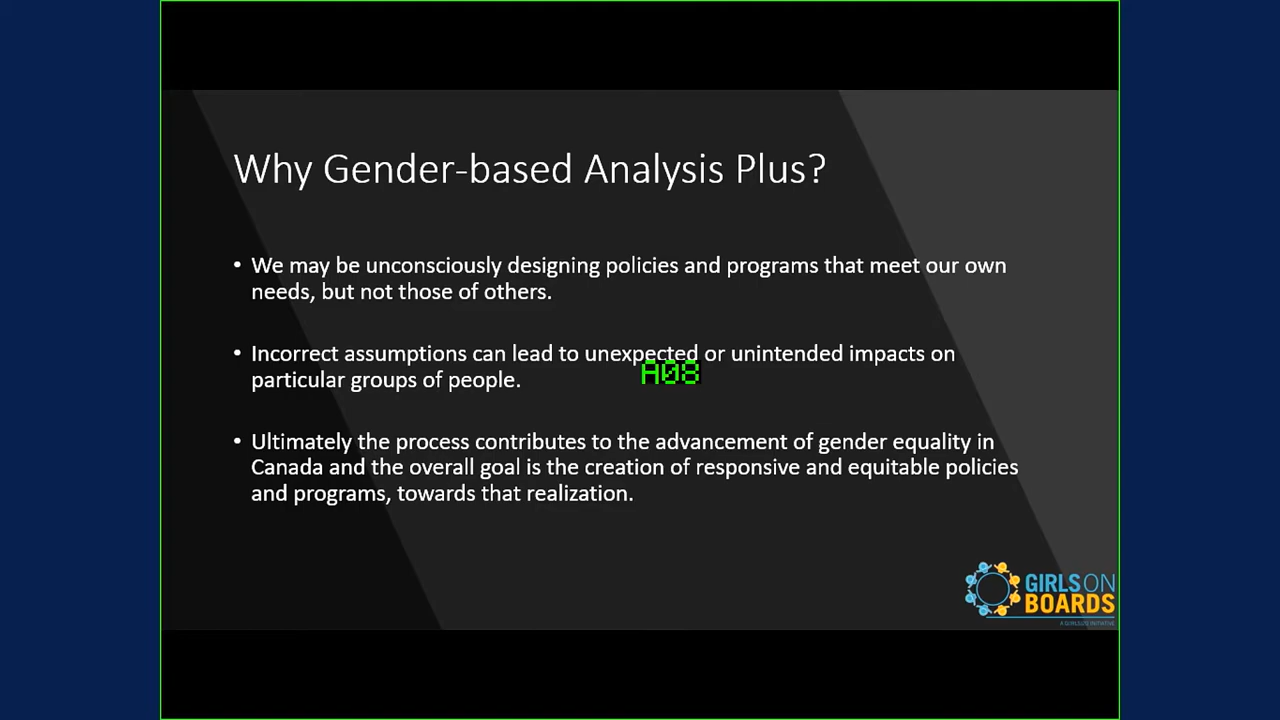 Why Gender-based Analysis Plus?
• We may be unconsciously designing policies and programs that meet our own
needs, but not those of others.
• Incorrect assumptions can lead to unexpected or unintended impacts on
particular groups of people.
A08
• Ultimately the process contributes to the advancement of gender equality in
Canada and the overall goal is the creation of responsive and equitable policies
and programs, towards that realization.
GIRLS ON
BOARDS
A GIRLS20 INITIATIVE